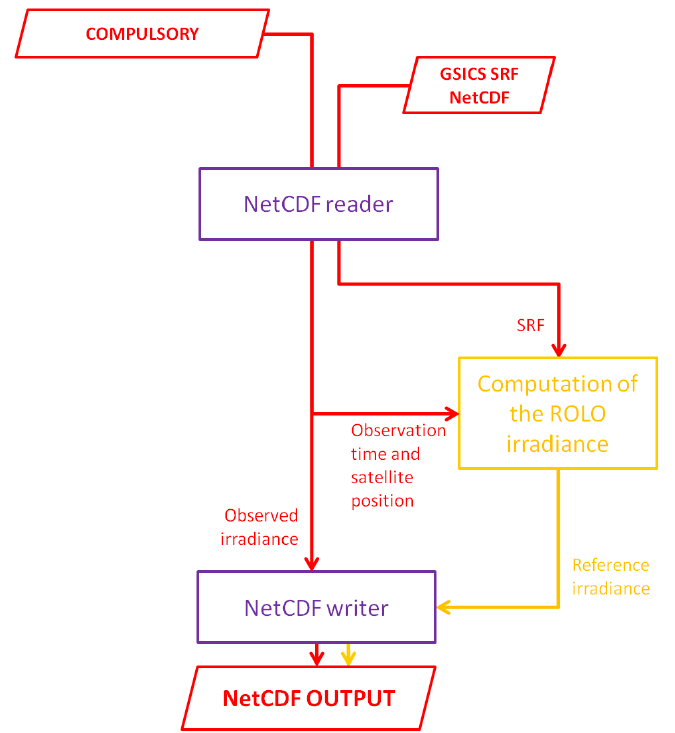 COMPULSORY
GSICS SRF
NetCDF
NetCDF reader
SRF
Computation of
the ROLO
irradiance
Observation
time and
satellite
position
Observed
irradiance
Reference
irradiance
NetCDF writer
NetCDF OUTPUT